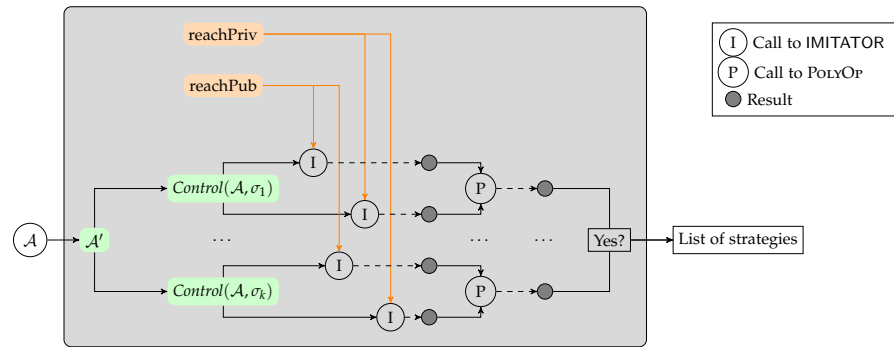 reachPriv
reachPub
I Call to IMITATOR
P Call to POLYOP
Result
I
Control(𝒜, σ₁)
P
I
𝒜
𝒜′
...
...
...
Yes?
List of strategies
I
Control(𝒜, σₖ)
P
I